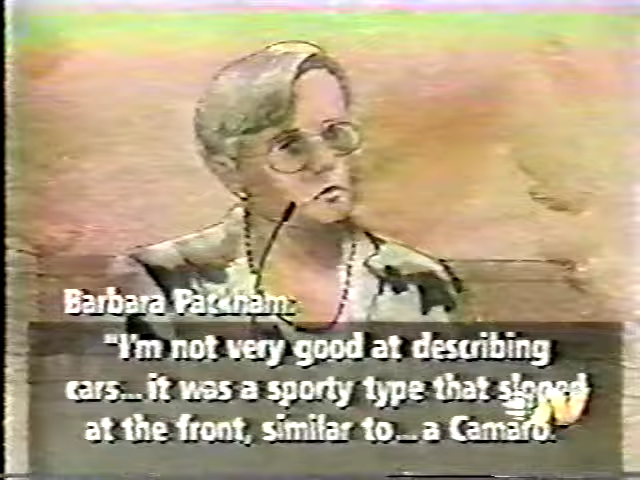 Barbara Packham:
"I'm not very good at describing
cars... it was a sporty type that sloped
at the front, similar to... a Camaro.